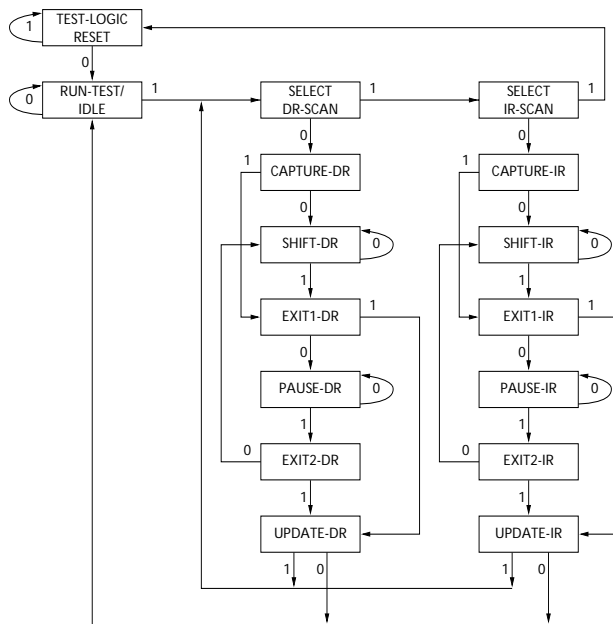 1
TEST-LOGIC
RESET
0
0
RUN-TEST/
IDLE
1
SELECT
DR-SCAN
1
SELECT
IR-SCAN
1
0
0
1
CAPTURE-DR
1
CAPTURE-IR
0
0
SHIFT-DR
0
SHIFT-IR
0
1
1
EXIT1-DR
1
EXIT1-IR
1
0
0
PAUSE-DR
0
PAUSE-IR
0
1
1
0
EXIT2-DR
0
EXIT2-IR
1
1
UPDATE-DR
UPDATE-IR
1
0
1
0